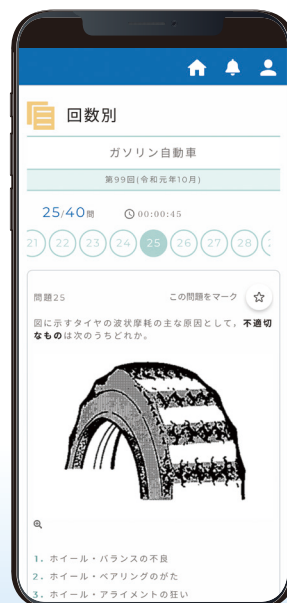 回数別
ガソリン自動車
第99回(令和元年10月)
25/40問 00:00:45
21 22 23 24 25 26 27 28
問題25 この問題をマーク
図に示すタイヤの波状摩耗の主な原因として，不適切
なものは次のうちどれか。
1. ホイール・バランスの不良
2. ホイール・ベアリングのがた
3. ホイール・アライメントの狂い